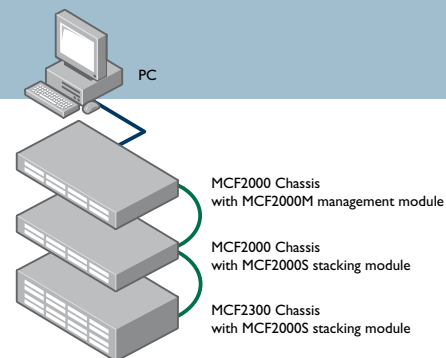 PC
MCF2000 Chassis
with MCF2000M management module
MCF2000 Chassis
with MCF2000S stacking module
MCF2300 Chassis
with MCF2000S stacking module